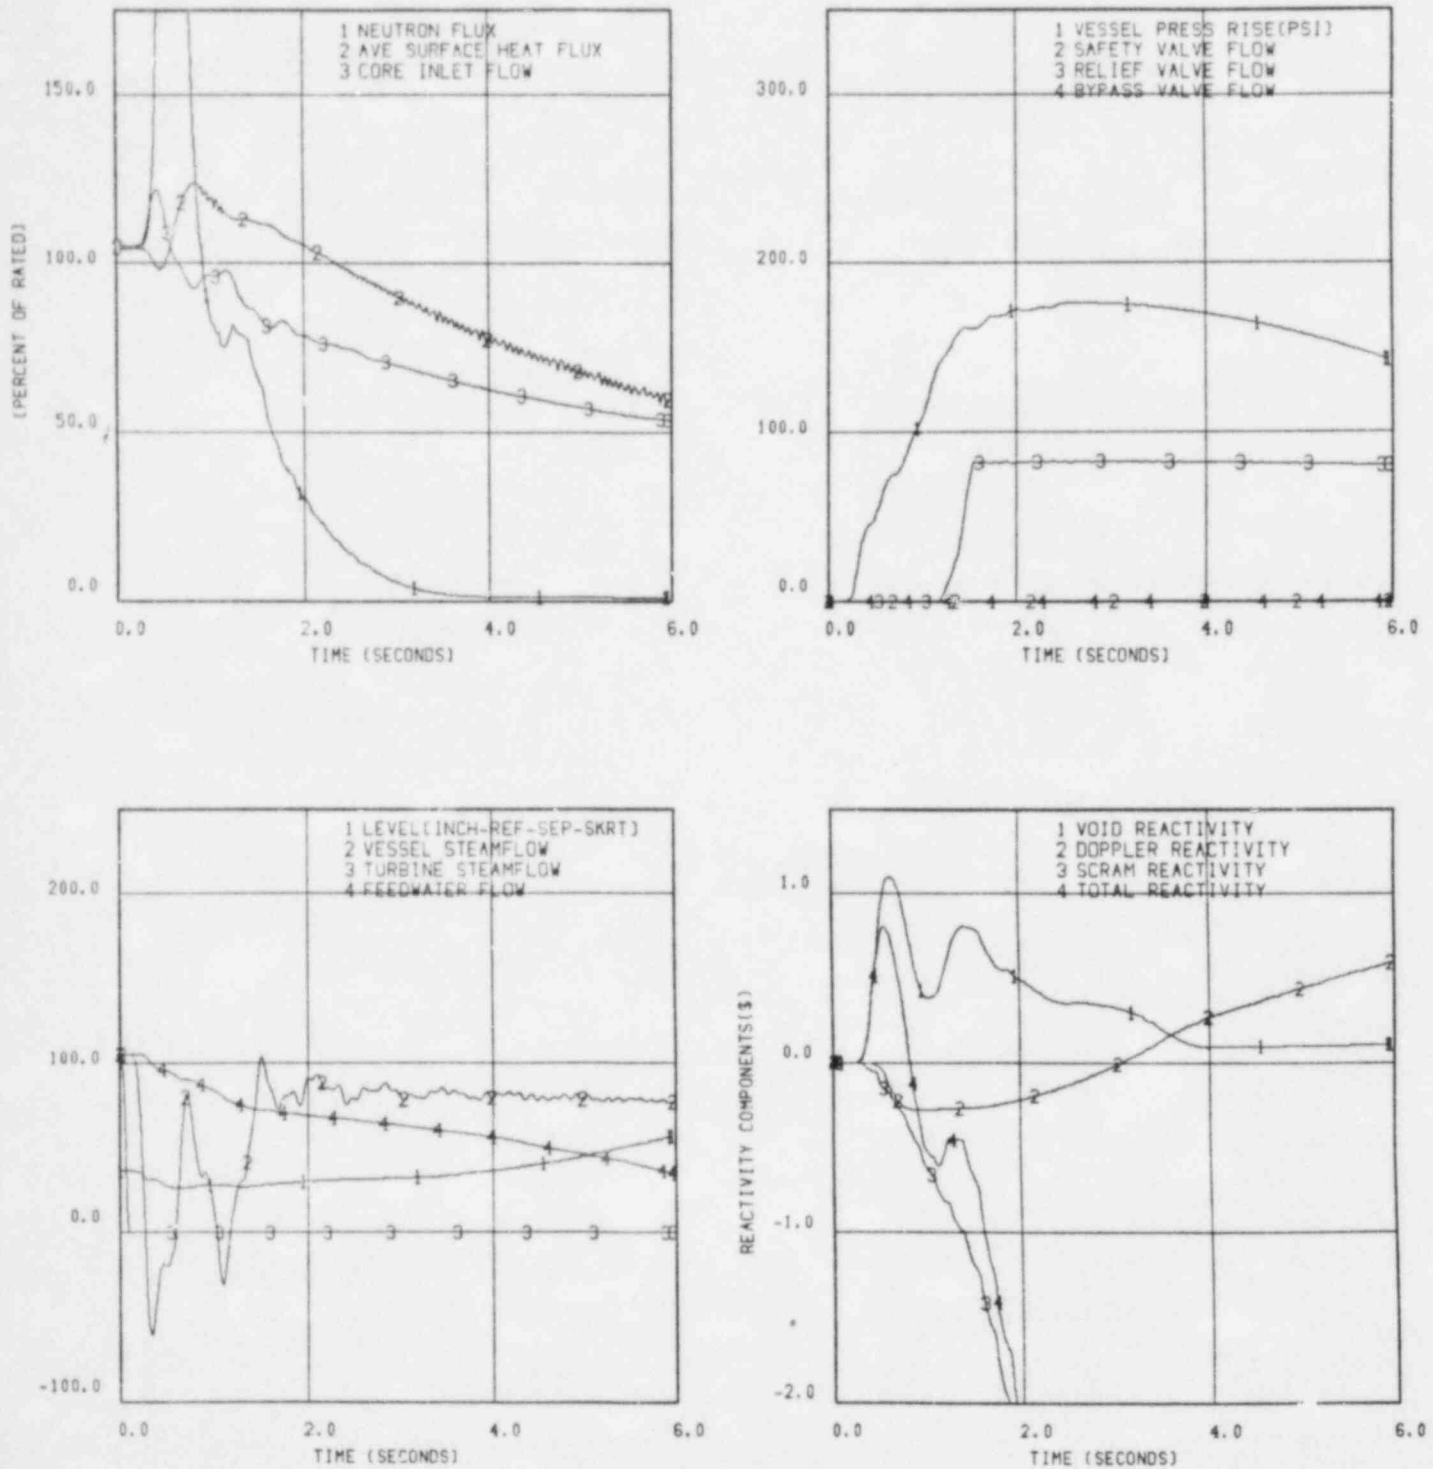 1 NEUTRON FLUX
2 AVE SURFACE HEAT FLUX
3 CORE INLET FLOW
150.0
100.0
50.0
0.0
[PERCENT OF RATED]
0.0 2.0 4.0 6.0
TIME (SECONDS)
1 VESSEL PRESS RISE(PSI)
2 SAFETY VALVE FLOW
3 RELIEF VALVE FLOW
4 BYPASS VALVE FLOW
300.0
200.0
100.0
0.0
0.0 2.0 4.0 6.0
TIME (SECONDS)
1 LEVEL(INCH-REF-SEP-SKRT)
2 VESSEL STEAMFLOW
3 TURBINE STEAMFLOW
4 FEEDWATER FLOW
200.0
100.0
0.0
-100.0
0.0 2.0 4.0 6.0
TIME (SECONDS)
1 VOID REACTIVITY
2 DOPPLER REACTIVITY
3 SCRAM REACTIVITY
4 TOTAL REACTIVITY
1.0
0.0
-1.0
-2.0
REACTIVITY COMPONENTS($)
0.0 2.0 4.0 6.0
TIME (SECONDS)